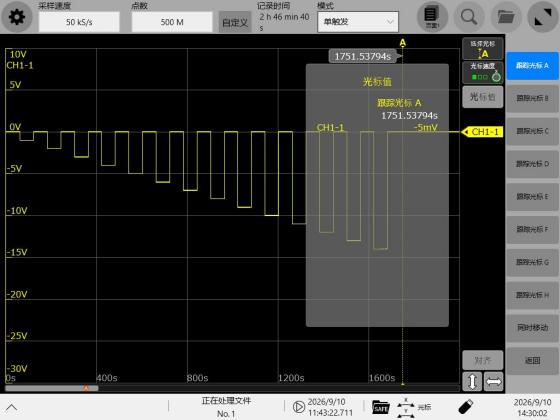 采样速度
50 kS/s
点数
500 M
自定义
记录时间
2 h 46 min 40 s
模式
单触发
10V
CH1-1
5V
0V
-5V
-10V
-15V
-20V
-25V
-30V
0s
400s
800s
1200s
1600s
A
1751.53794s
光标值
跟踪光标 A
1751.53794s
CH1-1
-5mV
选择光标
A
光标速度
光标值
CH1-1
对齐
跟踪光标 A
跟踪光标 B
跟踪光标 C
跟踪光标 D
跟踪光标 E
跟踪光标 F
跟踪光标 G
跟踪光标 H
同时移动
返回
正在处理文件
No. 1
2026/9/10
11:43:22.711
SAFE
X
Y
光标
2026/9/10
14:30:02